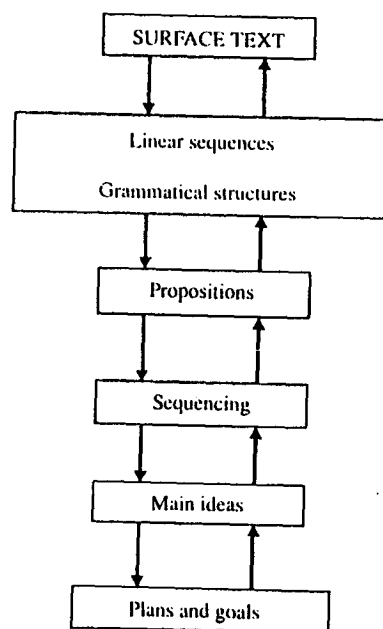 SURFACE TEXT
Linear sequences
Grammatical structures
Propositions
Sequencing
Main ideas
Plans and goals